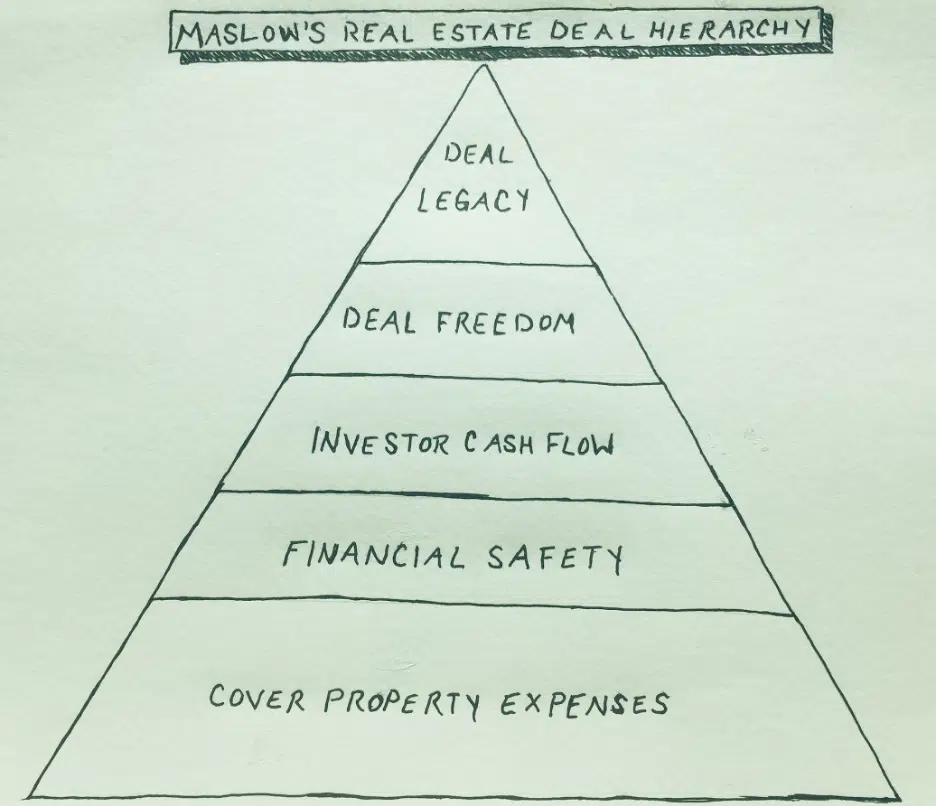 MASLOW'S REAL ESTATE DEAL HIERARCHY
DEAL
LEGACY
DEAL FREEDOM
INVESTOR CASH FLOW
FINANCIAL SAFETY
COVER PROPERTY EXPENSES